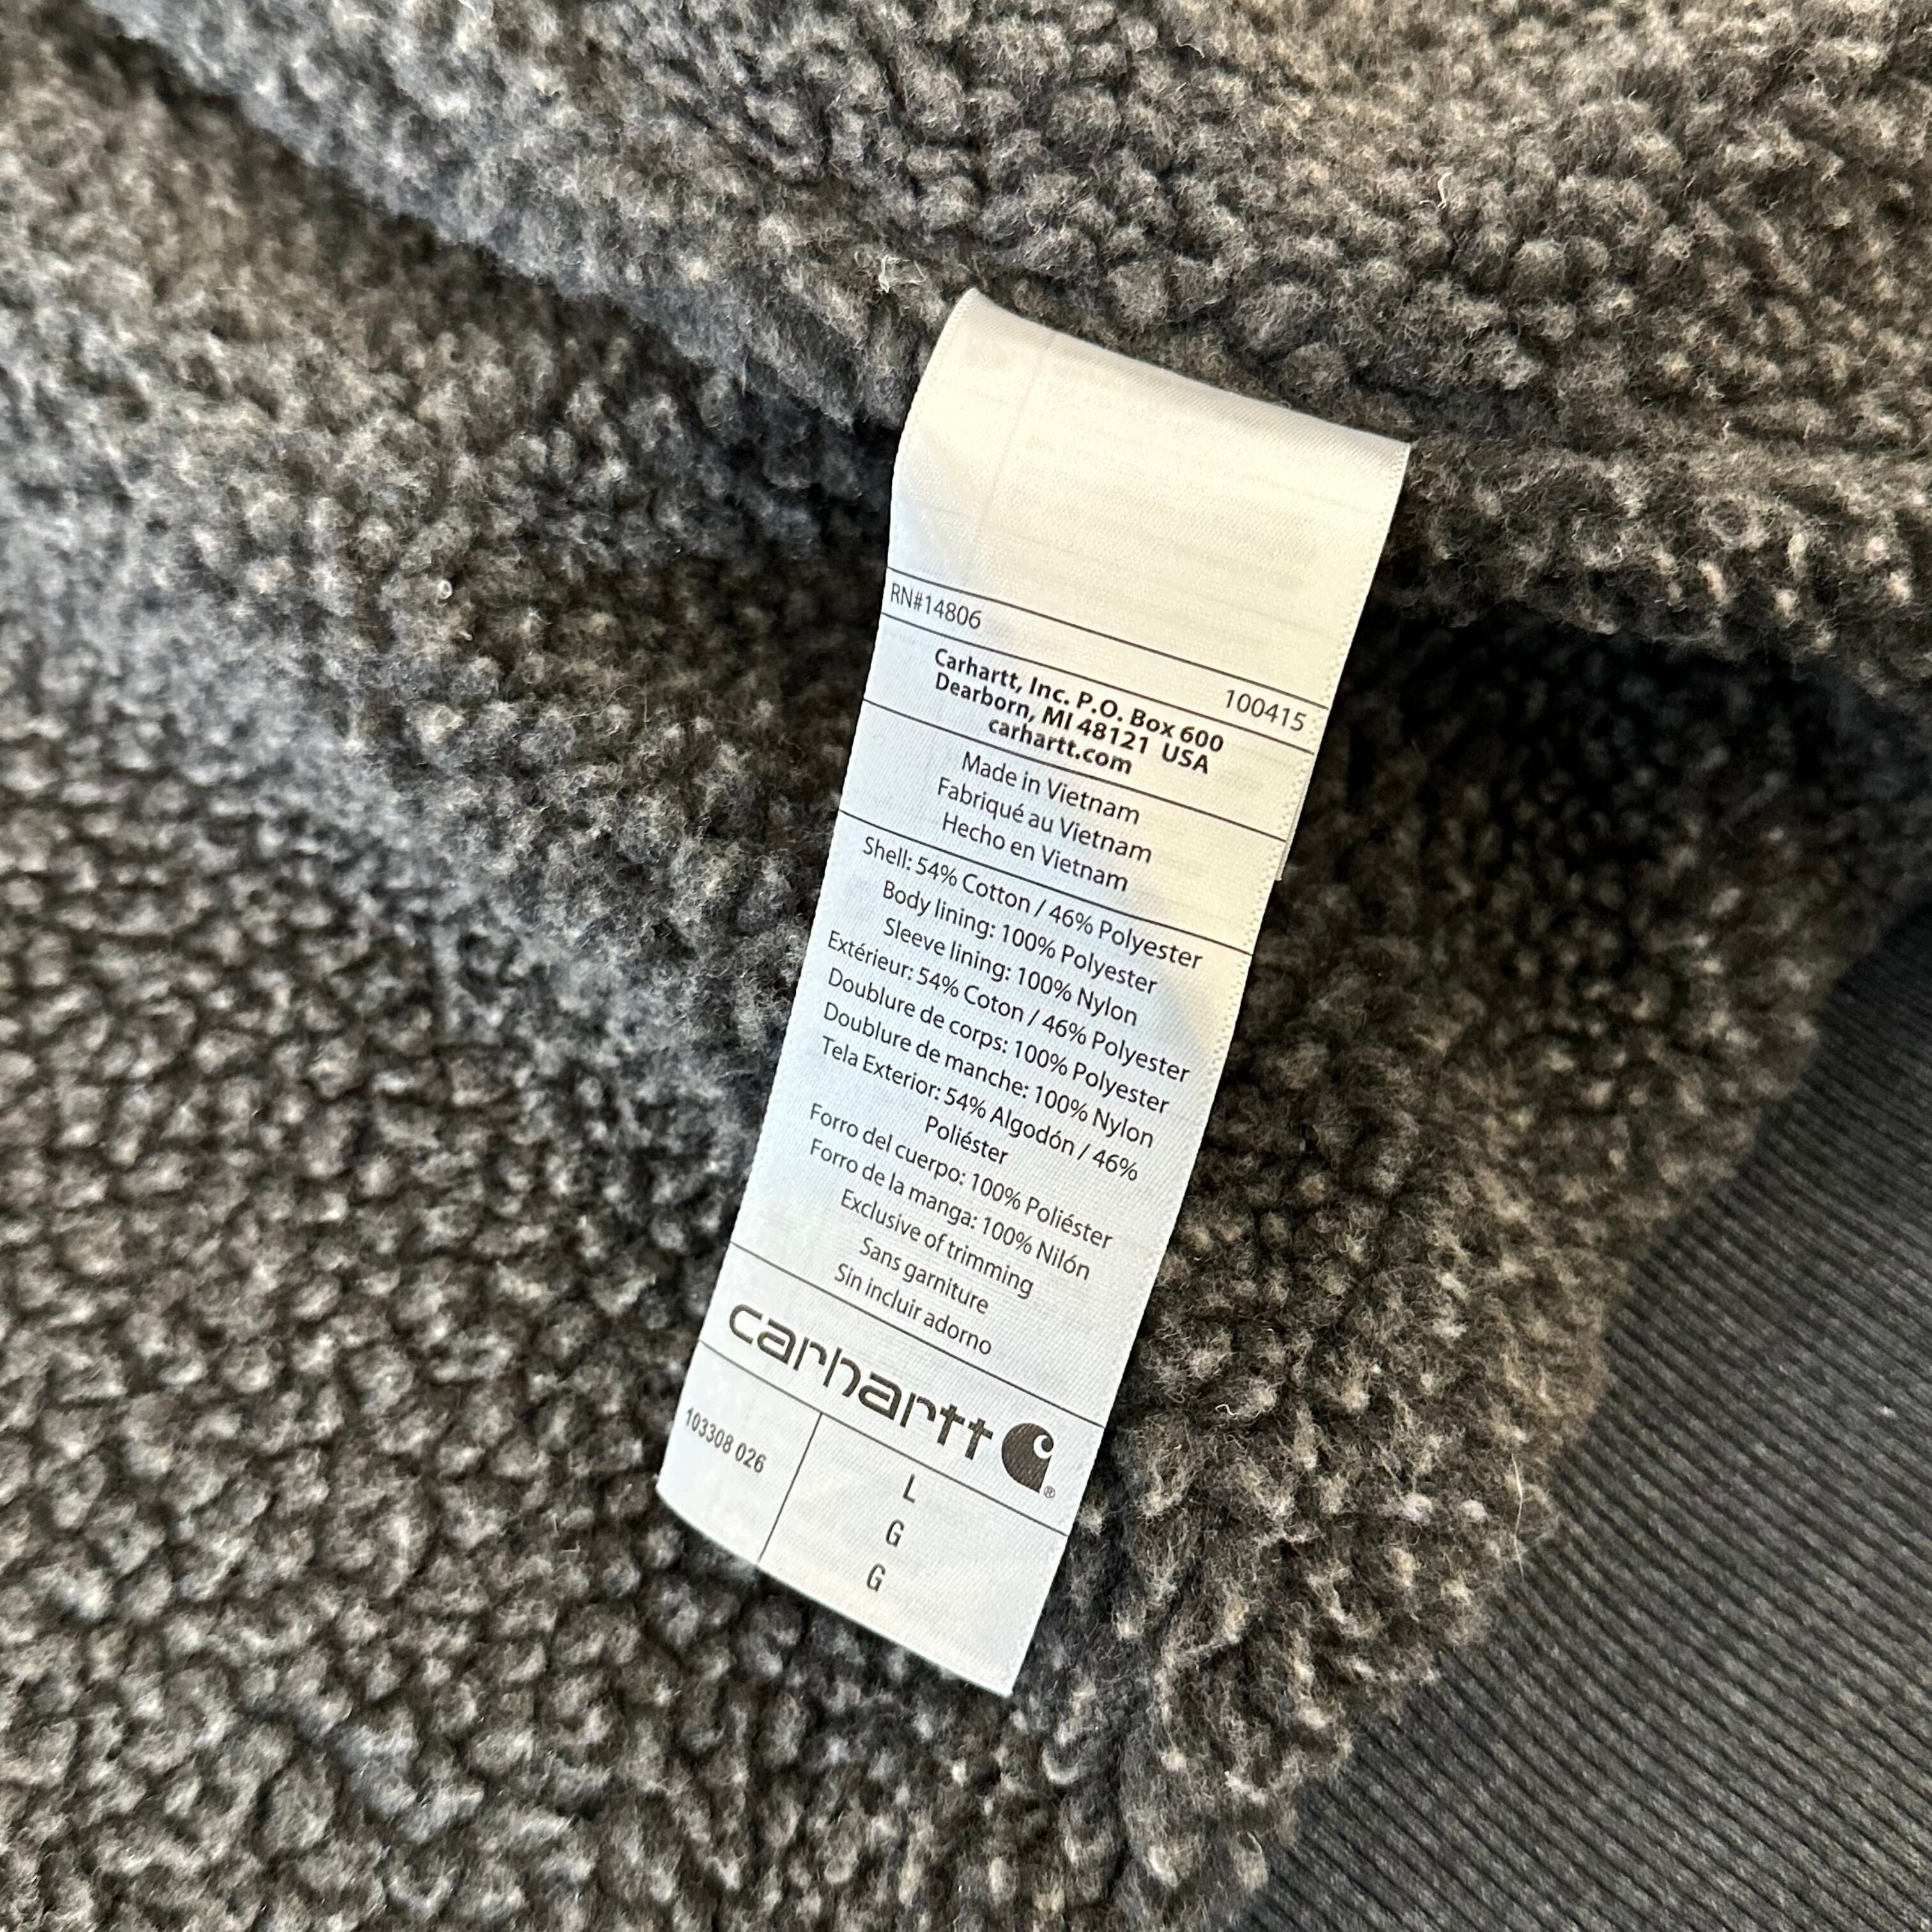 RN#14806
100415
Carhartt, Inc. P.O. Box 600
Dearborn, MI 48121 USA
carhartt.com
Made in Vietnam
Fabriqué au Vietnam
Hecho en Vietnam
Shell: 54% Cotton / 46% Polyester
Body lining: 100% Polyester
Sleeve lining: 100% Nylon
Extérieur: 54% Coton / 46% Polyester
Doublure de corps: 100% Polyester
Doublure de manche: 100% Nylon
Tela Exterior: 54% Algodón / 46%
Poliéster
Forro del cuerpo: 100% Poliéster
Forro de la manga: 100% Nilón
Exclusive of trimming
Sans garniture
Sin incluir adorno
carhartt ®
103308 026
L
G
G